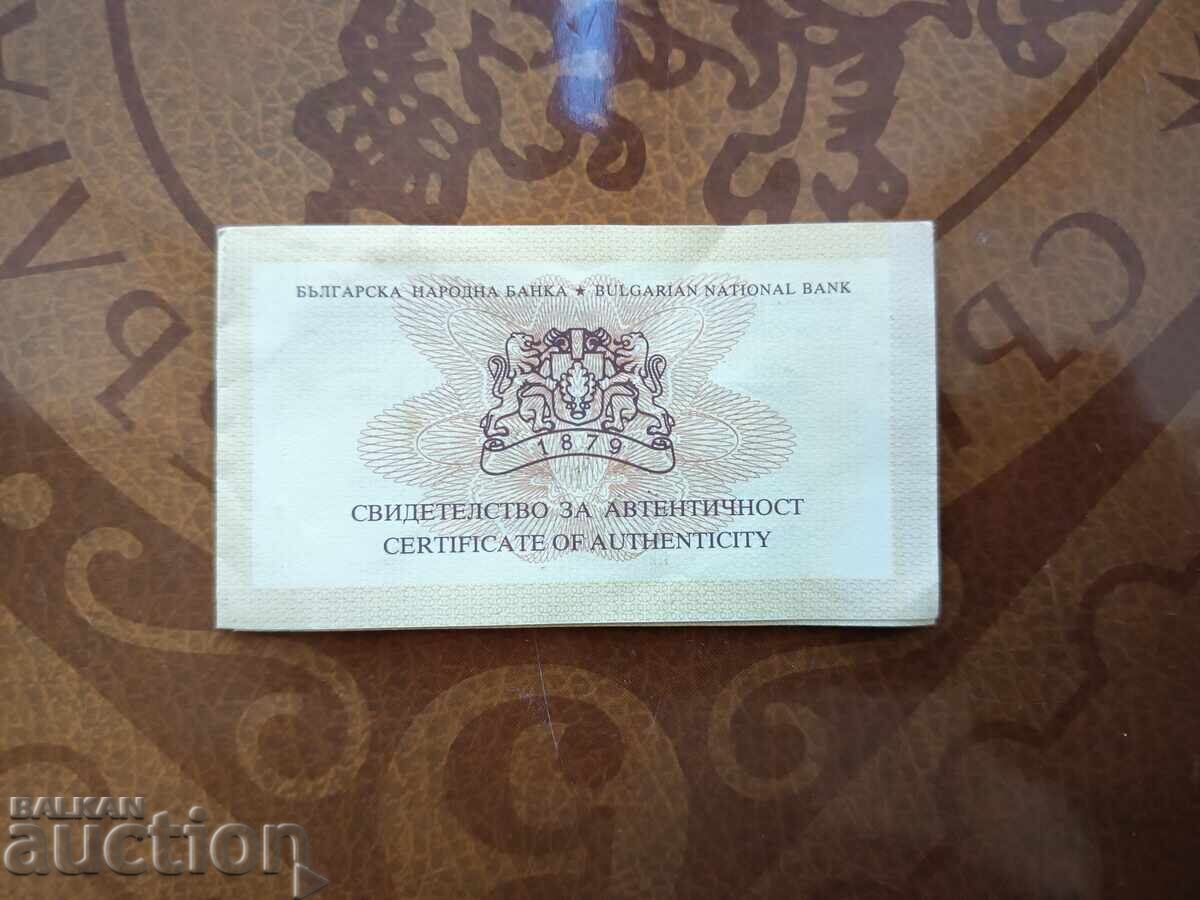 БЪЛГАРСКА НАРОДНА БАНКА ★ BULGARIAN NATIONAL BANK
1879
СВИДЕТЕЛСТВО ЗА АВТЕНТИЧНОСТ
CERTIFICATE OF AUTHENTICITY
BALKAN
auction